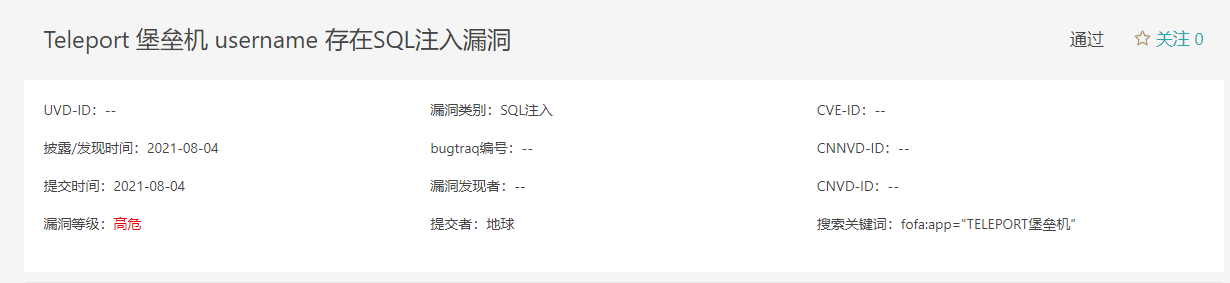 Teleport 堡垒机 username 存在SQL注入漏洞 通过 关注 0
UVD-ID：-- 漏洞类别：SQL注入 CVE-ID：--
披露/发现时间：2021-08-04 bugtraq编号：-- CNNVD-ID：--
提交时间：2021-08-04 漏洞发现者：-- CNVD-ID：--
漏洞等级：高危 提交者：地球 搜索关键词：fofa:app="TELEPORT堡垒机"